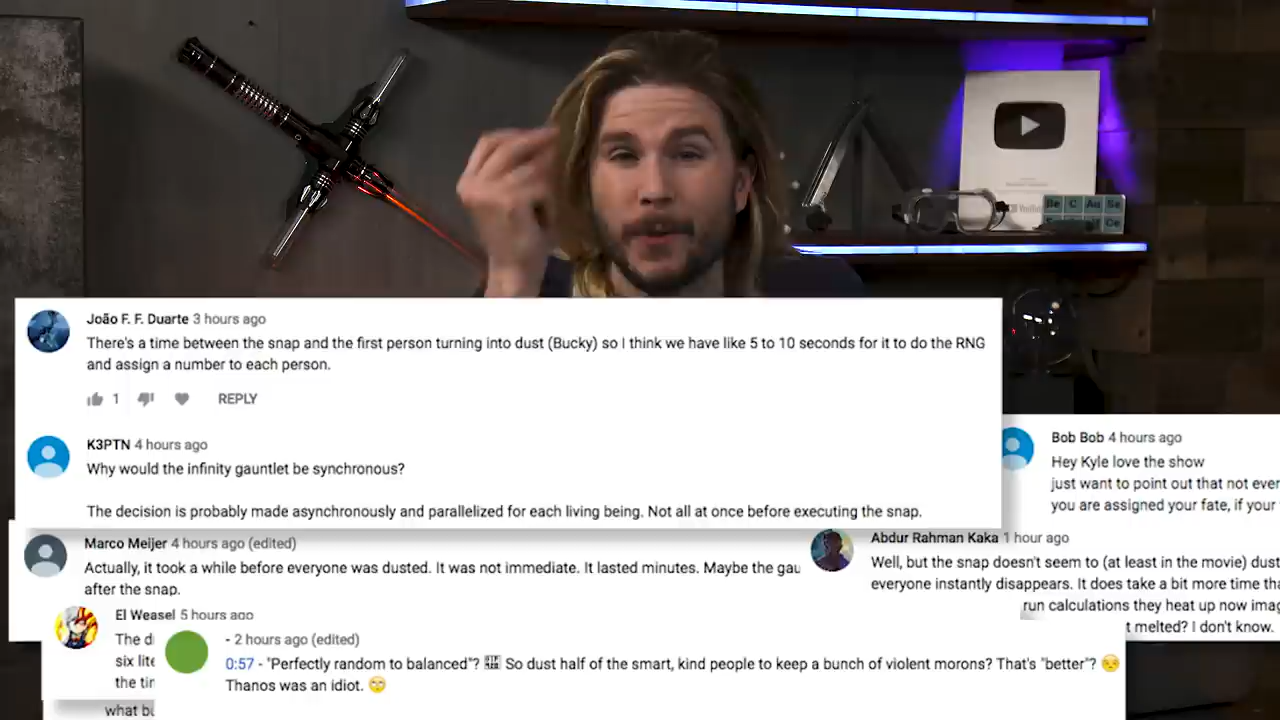 Be C Au Se
YouTube
João F. F. Duarte 3 hours ago
There's a time between the snap and the first person turning into dust (Bucky) so I think we have like 5 to 10 seconds for it to do the RNG
and assign a number to each person.
1 REPLY
K3PTN 4 hours ago
Why would the infinity gauntlet be synchronous?
The decision is probably made asynchronously and parallelized for each living being. Not all at once before executing the snap.
Bob Bob 4 hours ago
Hey Kyle love the show
just want to point out that not ever
you are assigned your fate, if your
Marco Meijer 4 hours ago (edited)
Actually, it took a while before everyone was dusted. It was not immediate. It lasted minutes. Maybe the gau
after the snap.
Abdur Rahman Kaka 1 hour ago
Well, but the snap doesn't seem to (at least in the movie) dust
everyone instantly disappears. It does take a bit more time tha
run calculations they heat up now imag
t melted? I don't know.
El Weasel 5 hours ago
The d
six lite
the tir
- 2 hours ago (edited)
0:57 - "Perfectly random to balanced"? So dust half of the smart, kind people to keep a bunch of violent morons? That's "better"?
Thanos was an idiot.
what bu